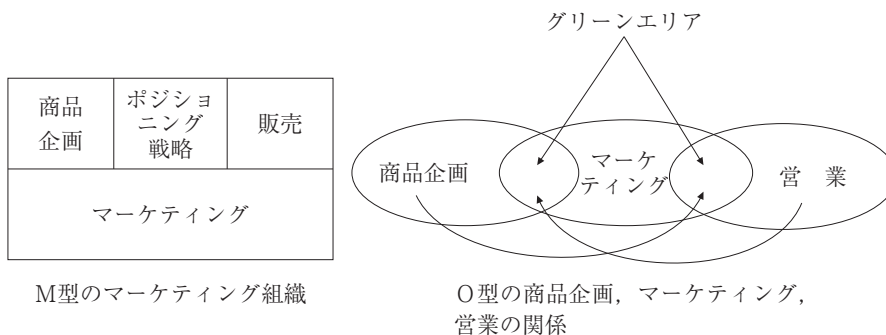 グリーンエリア
商品
企画
ポジショ
ニング
戦略
販売
マーケティング
商品企画
マーケ
ティング
営　業
M型のマーケティング組織
O型の商品企画，マーケティング，
営業の関係